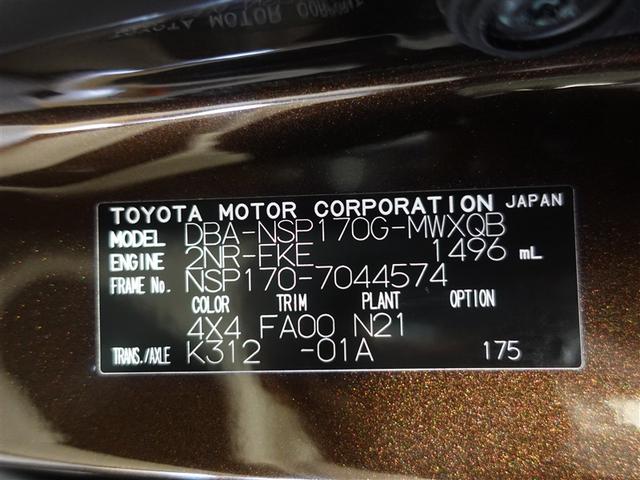 TOYOTA MOTOR CORPORATION JAPAN
MODEL DBA-NSP170G-MWXQB
ENGINE 2NR-FKE 1496 mL
FRAME No. NSP170-7044574
COLOR TRIM PLANT OPTION
4X4 FA00 N21
TRANS./AXLE K312 -01A 175